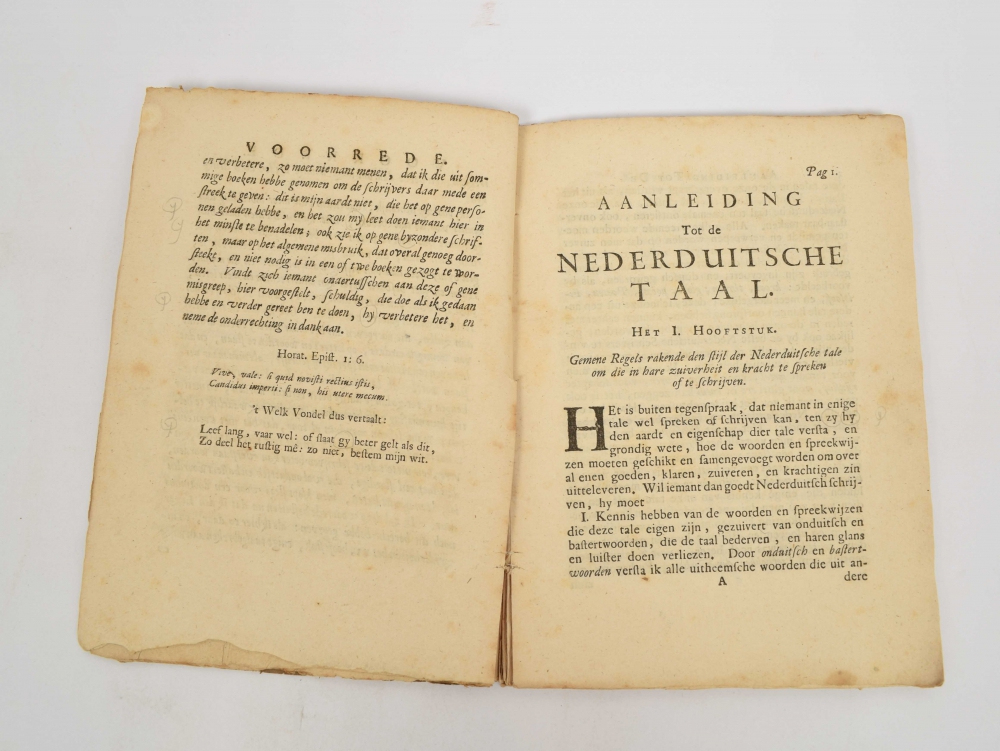 VOORREDE.
en verbetere, zo moet niemant menen, dat ik die uit ſom-
mige boeken hebbe genomen om de ſchrijvers daar mede een
ſtreek te geven: dit is mijn aardt niet, die het op gene perſo-
nen geladen hebbe, en het zou my leet doen iemant hier in
het minſte te benadelen; ook zie ik op gene byzondere ſchrif-
ten, maar op het algemene misbruik, dat overal genoeg door-
ſteekt, en niet nodig is in een of twe boeken gezogt te wor-
den. Vindt zich iemant ondertuſſchen aan deze of gene
misgreep, hier voorgeſtelt, ſchuldig, die doe als ik gedaan
hebbe en verder gereet ben te doen, hy verbetere het, en
neme de onderrechting in dank aan.
Horat. Epiſt. 1: 6.
Vive, vale: ſi quid noviſti rectius iſtis,
Candidus imperti: ſi non, his utere mecum.
't Welk Vondel dus vertaalt:
Leef lang, vaar wel: of ſlaat gy beter gelt als dit,
Zo deel het ruſtig mê: zo niet, beſtem mijn wit.
Pag 1.
AANLEIDING
Tot de
NEDERDUITSCHE
TAAL.
HET I. HOOFTSTUK.
Gemene Regels rakende den ſtijl der Nederduitſche tale
om die in hare zuiverheit en kracht te ſpreken
of te ſchrijven.
HEt is buiten tegenſpraak, dat niemant in enige
tale wel ſpreken of ſchrijven kan, ten zy hy
den aardt en eigenſchap dier tale verſta, en
grondig wete, hoe de woorden en ſpreekwij-
zen moeten geſchikt en ſamengevoegt worden om over
al enen goeden, klaren, zuiveren, en krachtigen zin
uitteleveren. Wil iemant dan goedt Nederduitſch ſchrij-
ven, hy moet
I. Kennis hebben van de woorden en ſpreekwijzen
die deze tale eigen zijn, gezuivert van onduitſch en
baſtertwoorden, die de taal bederven, en haren glans
en luiſter doen verliezen. Door onduitſch en baſtert-
woorden verſta ik alle uitheemſche woorden die uit an-
A
dere